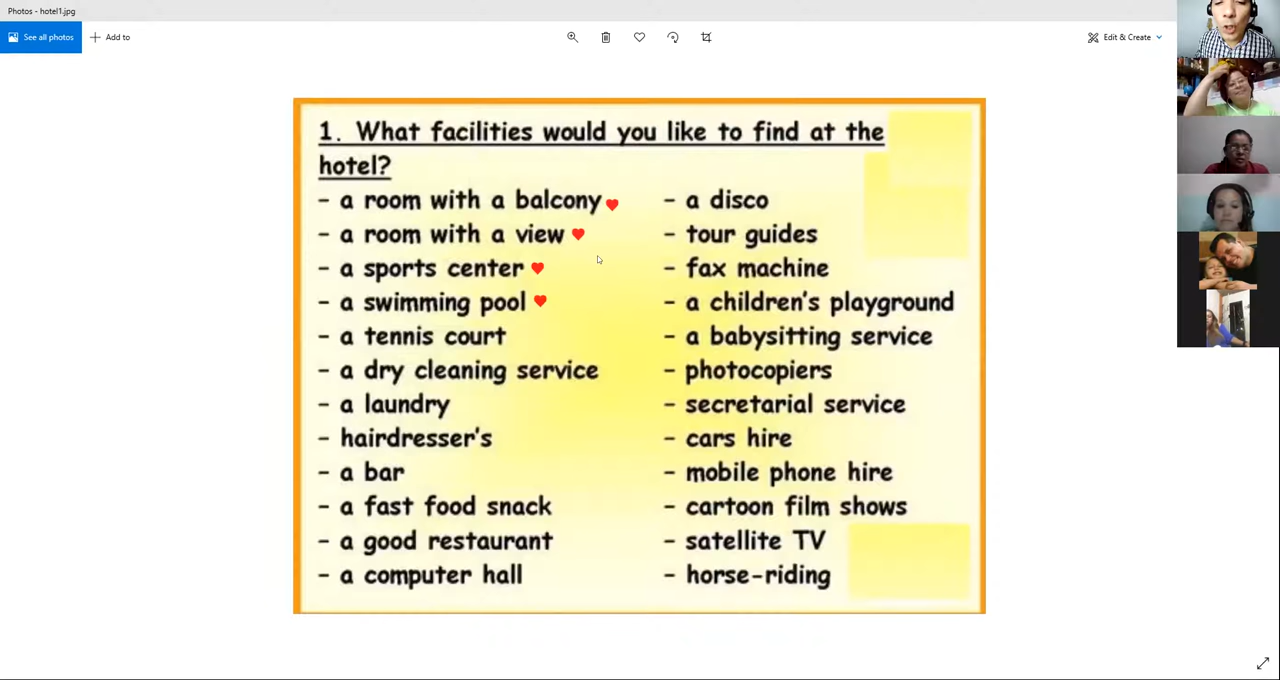 Photos - hotel1.jpg
See all photos
Add to
Edit & Create
1. What facilities would you like to find at the
hotel?
- a room with a balcony
- a room with a view
- a sports center
- a swimming pool
- a tennis court
- a dry cleaning service
- a laundry
- hairdresser's
- a bar
- a fast food snack
- a good restaurant
- a computer hall
- a disco
- tour guides
- fax machine
- a children's playground
- a babysitting service
- photocopiers
- secretarial service
- cars hire
- mobile phone hire
- cartoon film shows
- satellite TV
- horse-riding